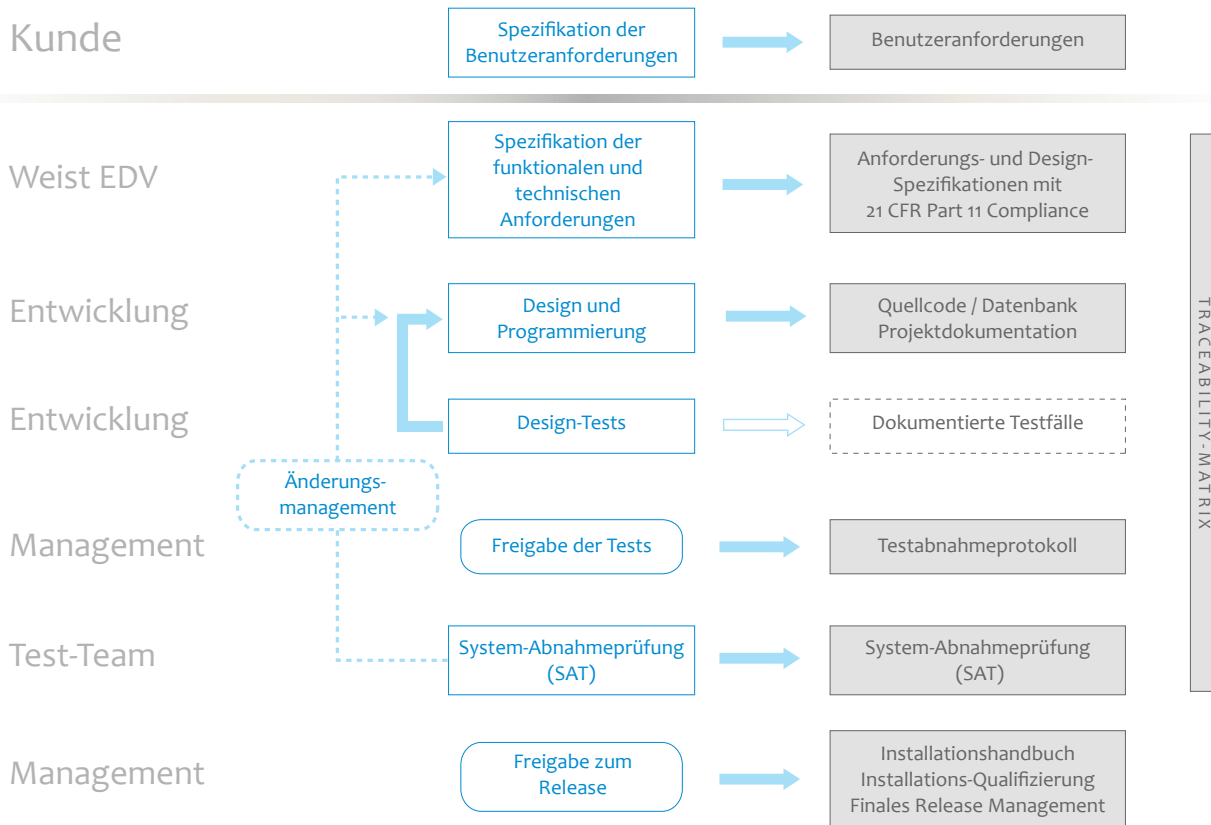 Kunde
Spezifikation der
Benutzeranforderungen
Benutzeranforderungen
Weist EDV
Spezifikation der
funktionalen und
technischen
Anforderungen
Anforderungs- und Design-
Spezifikationen mit
21 CFR Part 11 Compliance
Entwicklung
Design und
Programmierung
Quellcode / Datenbank
Projektdokumentation
Entwicklung
Design-Tests
Dokumentierte Testfälle
Änderungs-
management
Management
Freigabe der Tests
Testabnahmeprotokoll
Test-Team
System-Abnahmeprüfung
(SAT)
System-Abnahmeprüfung
(SAT)
Management
Freigabe zum
Release
Installationshandbuch
Installations-Qualifizierung
Finales Release Management
TRACEABILITY-MATRIX